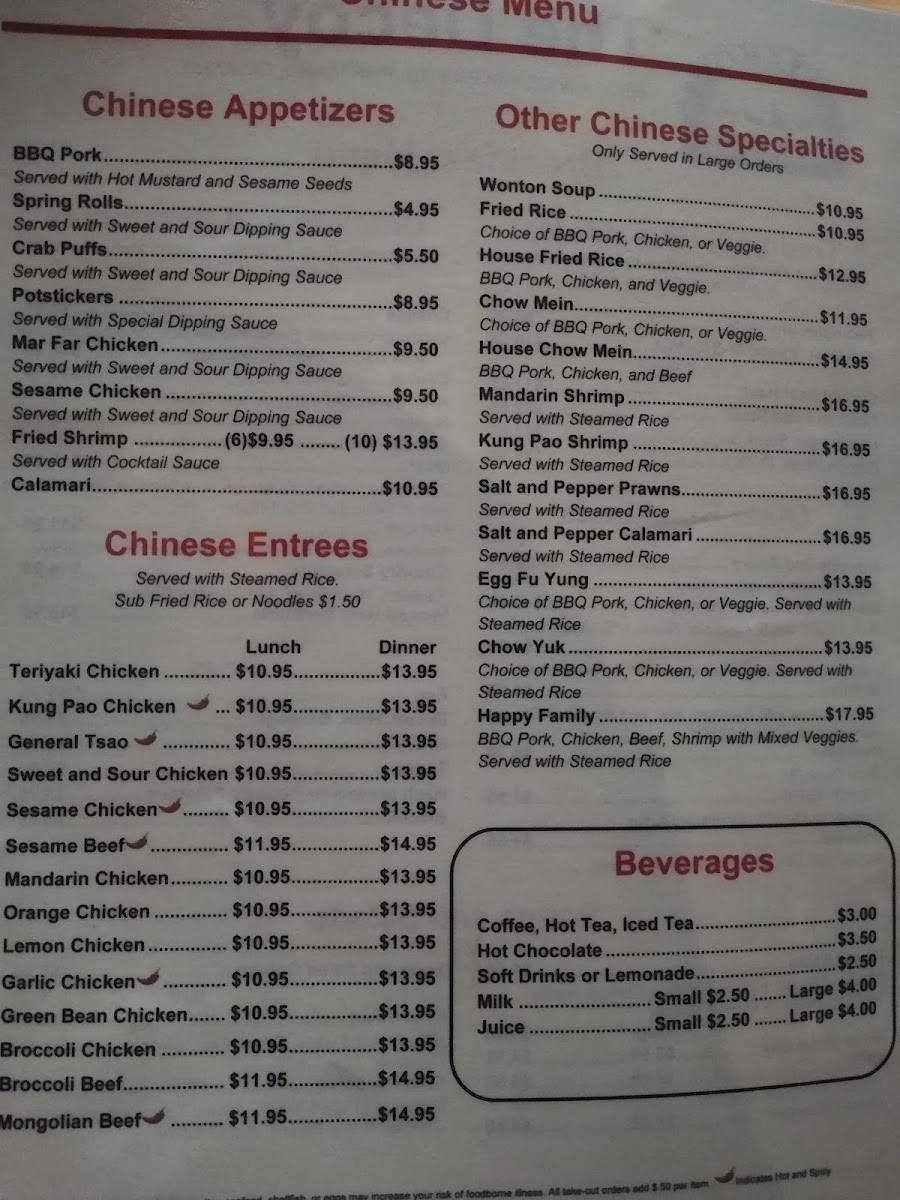 Chinese Menu
Chinese Appetizers
BBQ Pork........................................$8.95
Served with Hot Mustard and Sesame Seeds
Spring Rolls.....................................$4.95
Served with Sweet and Sour Dipping Sauce
Crab Puffs.......................................$5.50
Served with Sweet and Sour Dipping Sauce
Potstickers ......................................$8.95
Served with Special Dipping Sauce
Mar Far Chicken................................$9.50
Served with Sweet and Sour Dipping Sauce
Sesame Chicken ...............................$9.50
Served with Sweet and Sour Dipping Sauce
Fried Shrimp ................(6)$9.95 ........ (10) $13.95
Served with Cocktail Sauce
Calamari.........................................$10.95
Chinese Entrees
Served with Steamed Rice.
Sub Fried Rice or Noodles $1.50
Lunch Dinner
Teriyaki Chicken ............. $10.95.................$13.95
Kung Pao Chicken ... $10.95.................$13.95
General Tsao ............. $10.95.................$13.95
Sweet and Sour Chicken $10.95.................$13.95
Sesame Chicken ......... $10.95.................$13.95
Sesame Beef ............... $11.95.................$14.95
Mandarin Chicken........... $10.95.................$13.95
Orange Chicken .............. $10.95.................$13.95
Lemon Chicken ............... $10.95.................$13.95
Garlic Chicken ............ $10.95.................$13.95
Green Bean Chicken....... $10.95.................$13.95
Broccoli Chicken ............ $10.95.................$13.95
Broccoli Beef................... $11.95.................$14.95
Mongolian Beef .......... $11.95.................$14.95
Other Chinese Specialties
Only Served in Large Orders
Wonton Soup ........................................$10.95
Fried Rice .............................................$10.95
Choice of BBQ Pork, Chicken, or Veggie.
House Fried Rice ...................................$12.95
BBQ Pork, Chicken, and Veggie.
Chow Mein............................................$11.95
Choice of BBQ Pork, Chicken, or Veggie.
House Chow Mein..................................$14.95
BBQ Pork, Chicken, and Beef
Mandarin Shrimp ...................................$16.95
Served with Steamed Rice
Kung Pao Shrimp ...................................$16.95
Served with Steamed Rice
Salt and Pepper Prawns..........................$16.95
Served with Steamed Rice
Salt and Pepper Calamari .......................$16.95
Served with Steamed Rice
Egg Fu Yung .........................................$13.95
Choice of BBQ Pork, Chicken, or Veggie. Served with
Steamed Rice
Chow Yuk.............................................$13.95
Choice of BBQ Pork, Chicken, or Veggie. Served with
Steamed Rice
Happy Family ........................................$17.95
BBQ Pork, Chicken, Beef, Shrimp with Mixed Veggies.
Served with Steamed Rice
Beverages
Coffee, Hot Tea, Iced Tea.........................$3.00
Hot Chocolate ........................................$3.50
Soft Drinks or Lemonade.........................$2.50
Milk ........................ Small $2.50 ....... Large $4.00
Juice ...................... Small $2.50 ....... Large $4.00
shellfish, or eggs may increase your risk of foodborne illness. All take-out orders add $.50 per item. Indicates Hot and Spicy